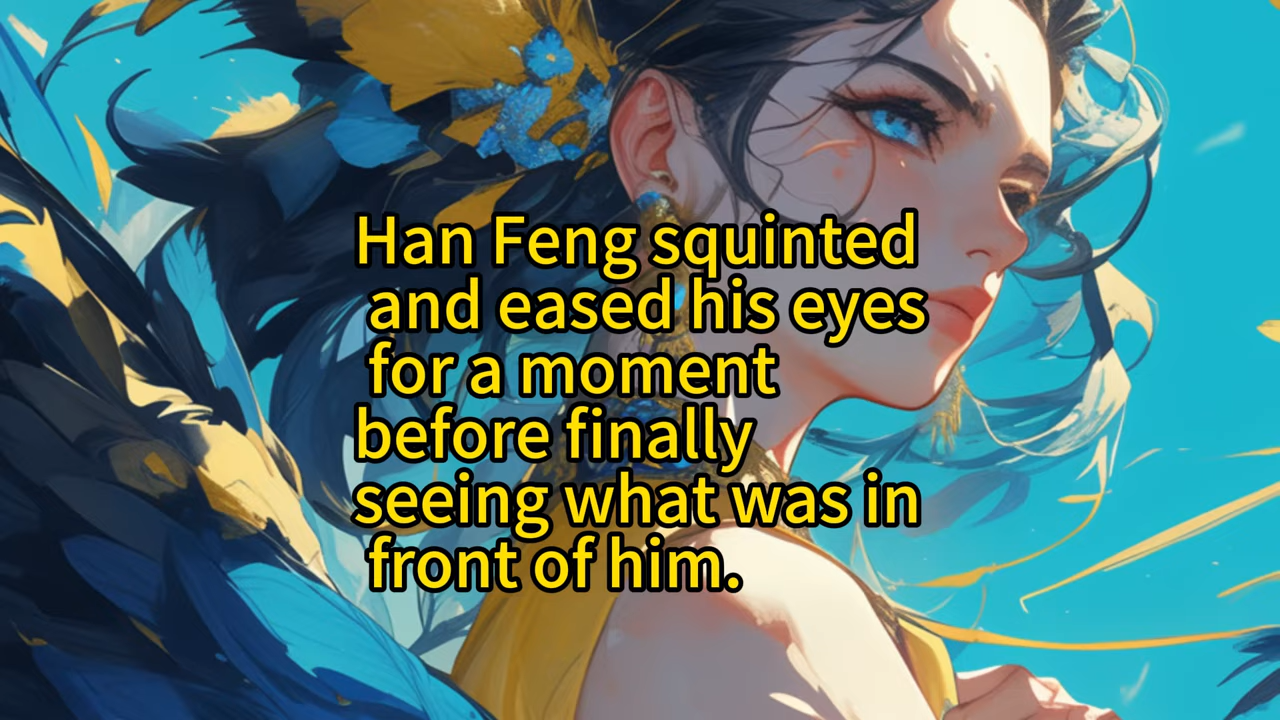 Han Feng squinted
and eased his eyes
for a moment
before finally
seeing what was in
front of him.